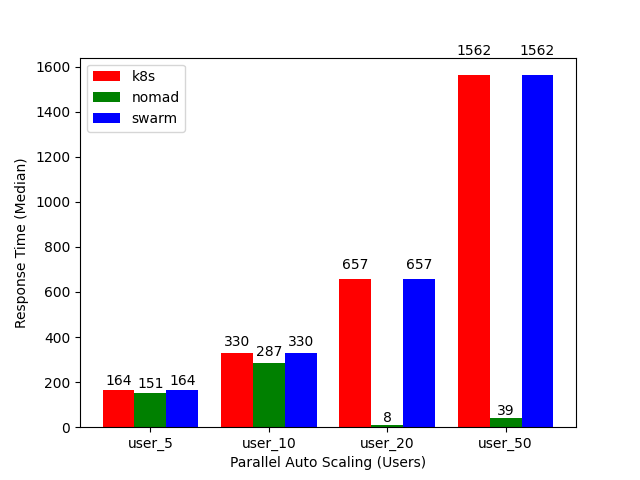 1562 1562
1600
k8s
nomad
swarm
1400
1200
1000
800
657 657
600
400
330 287 330
200
164 151 164
8
39
0
user_5 user_10 user_20 user_50
Parallel Auto Scaling (Users)
Response Time (Median)